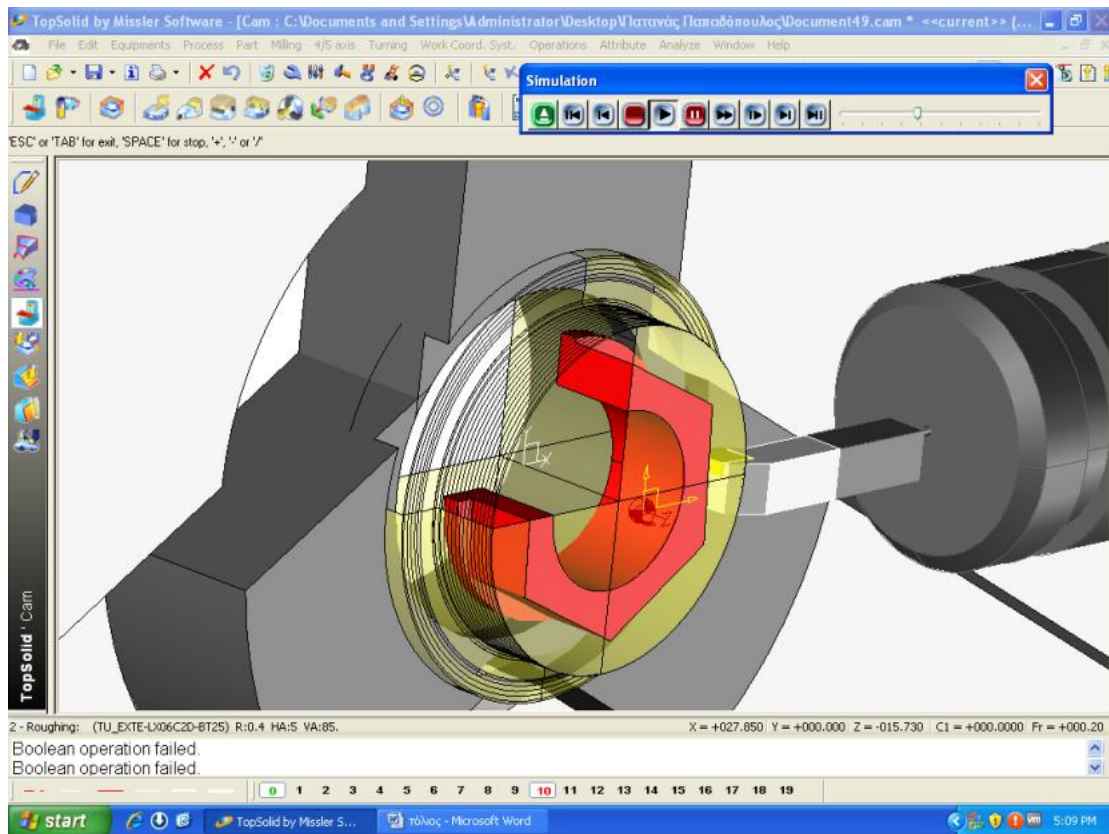 TopSolid by Missler Software - [Cam : C:\Documents and Settings\Administrator\Desktop\Πατανάς Παπαδόπουλος\Document49.cam * <<current>> (...
File Edit Equipments Process Part Milling 4/5 axis Turning Work Coord. Syst. Operations Attribute Analyze Window Help
Simulation
'ESC' or 'TAB' for exit, 'SPACE' for stop, '+', '-' or '/'
TopSolid'Cam
2 - Roughing: (TU_EXTE-LX06C2D-BT25) R:0.4 HA:5 VA:85.
X = +027.850 Y = +000.000 Z = -015.730 C1 = +000.0000 Fr = +000.20
Boolean operation failed.
Boolean operation failed.
0 1 2 3 4 5 6 7 8 9 10 11 12 13 14 15 16 17 18 19
start
TopSolid by Missler S...
τόλιος - Microsoft Word
5:09 PM